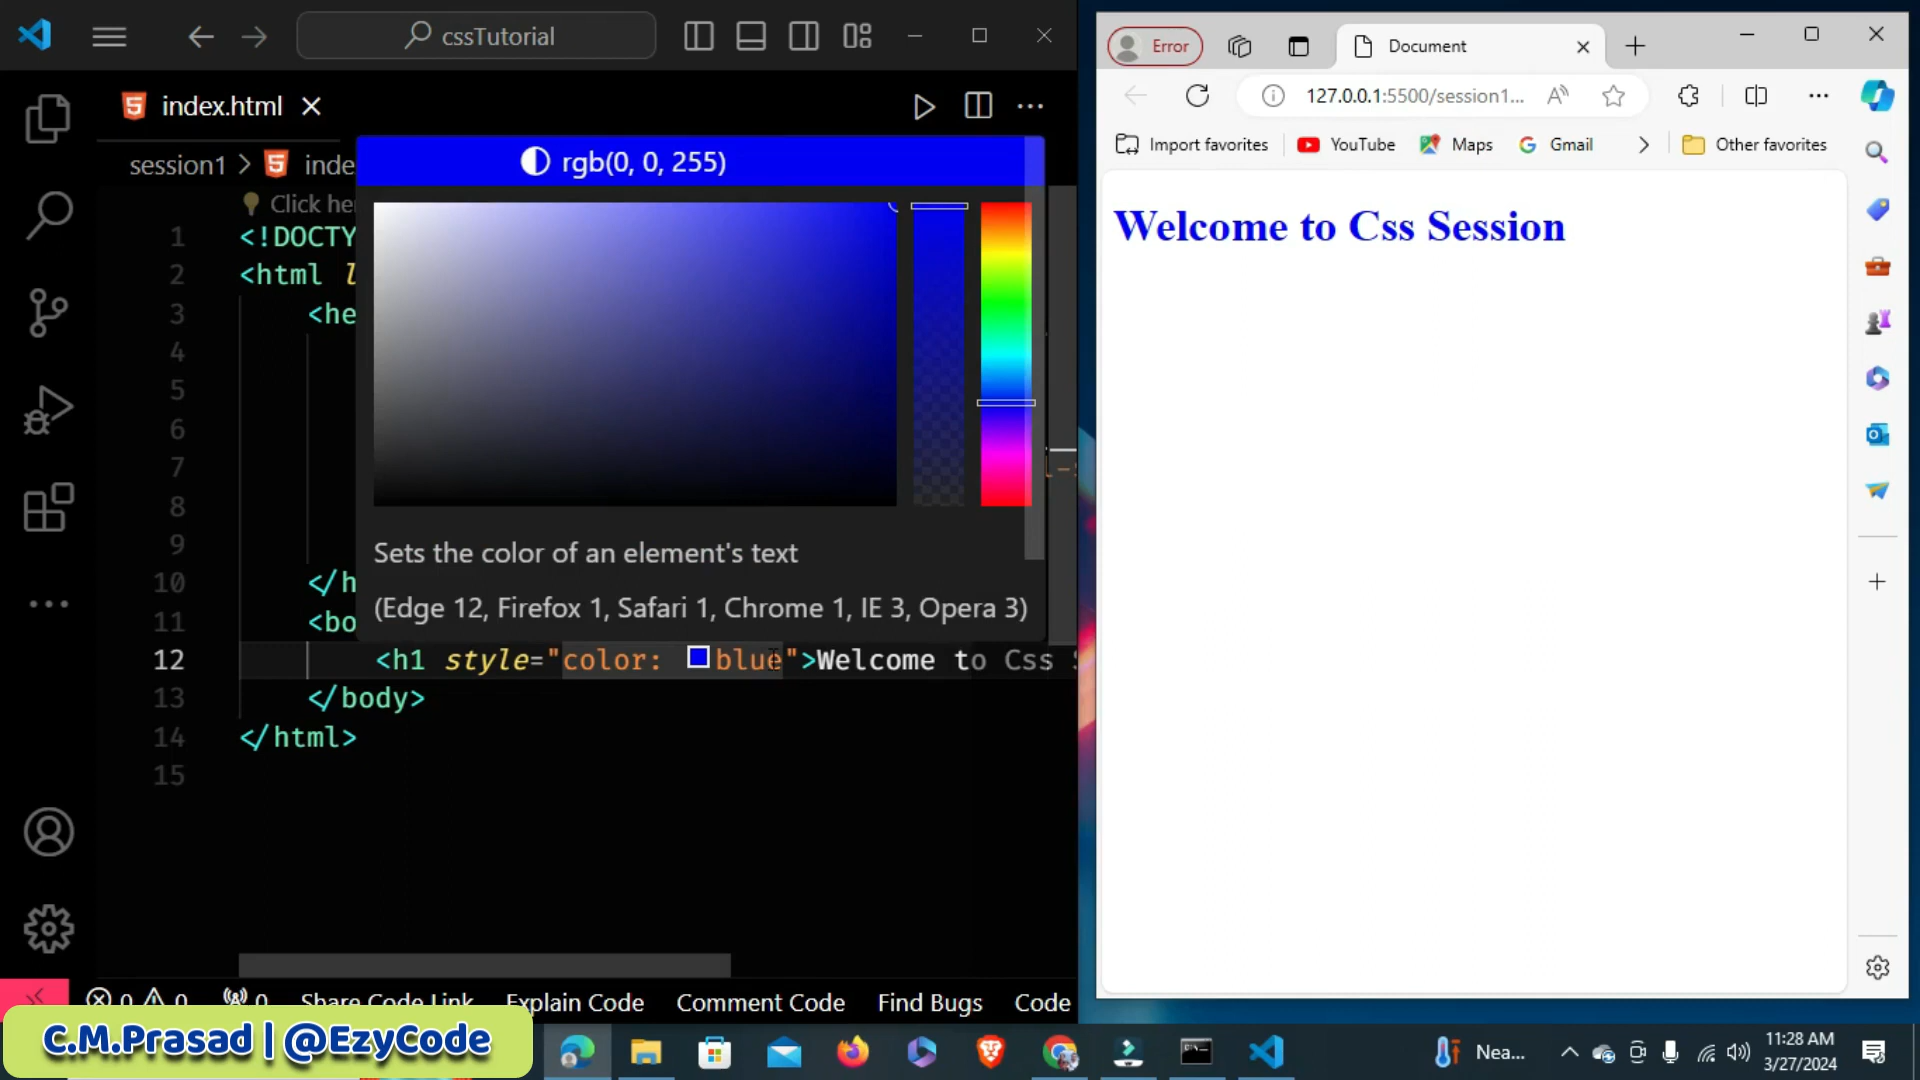 cssTutorial
index.html
session1 > inde
rgb(0, 0, 255)
Click her
1 <!DOCTY
2 <html l
3 <he
4
5
6
7
8
9
10 </h
11 <bo
12 <h1 style="color: blue">Welcome to Css S
13 </body>
14 </html>
15
Sets the color of an element's text
(Edge 12, Firefox 1, Safari 1, Chrome 1, IE 3, Opera 3)
0 0 0 Share Code Link Explain Code Comment Code Find Bugs Code
C.M.Prasad | @EzyCode
Error
Document
127.0.0.1:5500/session1...
Import favorites YouTube Maps Gmail Other favorites
Welcome to Css Session
Nea...
11:28 AM
3/27/2024